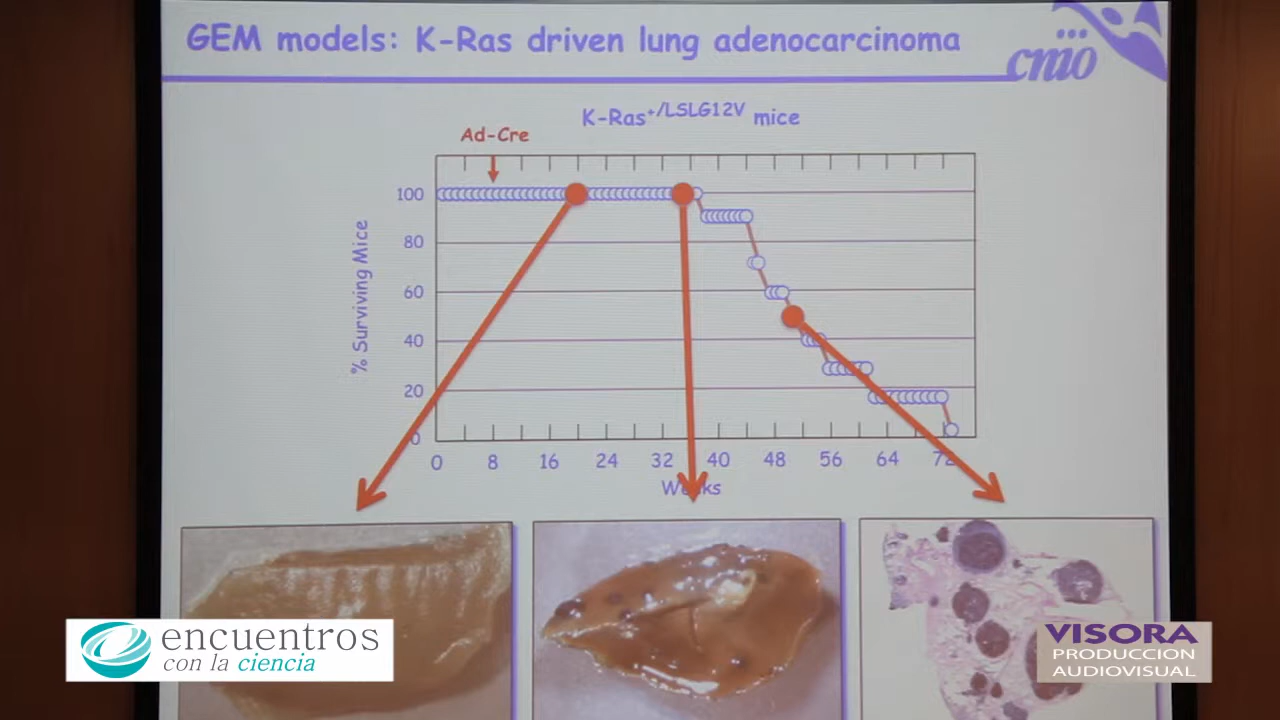 GEM models: K-Ras driven lung adenocarcinoma
cnio
K-Ras+/LSLG12V mice
Ad-Cre
% Surviving Mice
100
80
60
40
20
0
0 8 16 24 32 40 48 56 64 72
Weeks
encuentros
con la ciencia
VISORA
PRODUCCION
AUDIOVISUAL